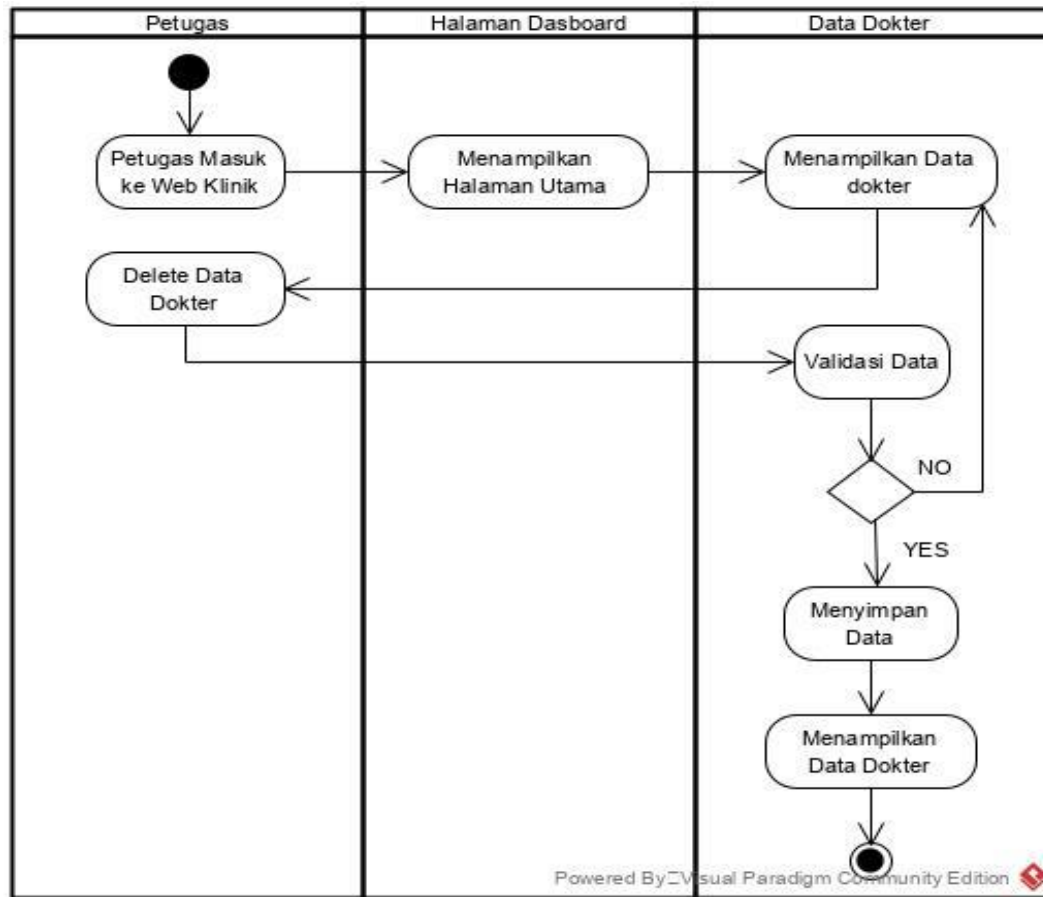 Petugas
Halaman Dasboard
Data Dokter
Petugas Masuk
ke Web Klinik
Menampilkan
Halaman Utama
Menampilkan Data
dokter
Delete Data
Dokter
Validasi Data
NO
YES
Menyimpan
Data
Menampilkan
Data Dokter
Powered By Visual Paradigm Community Edition